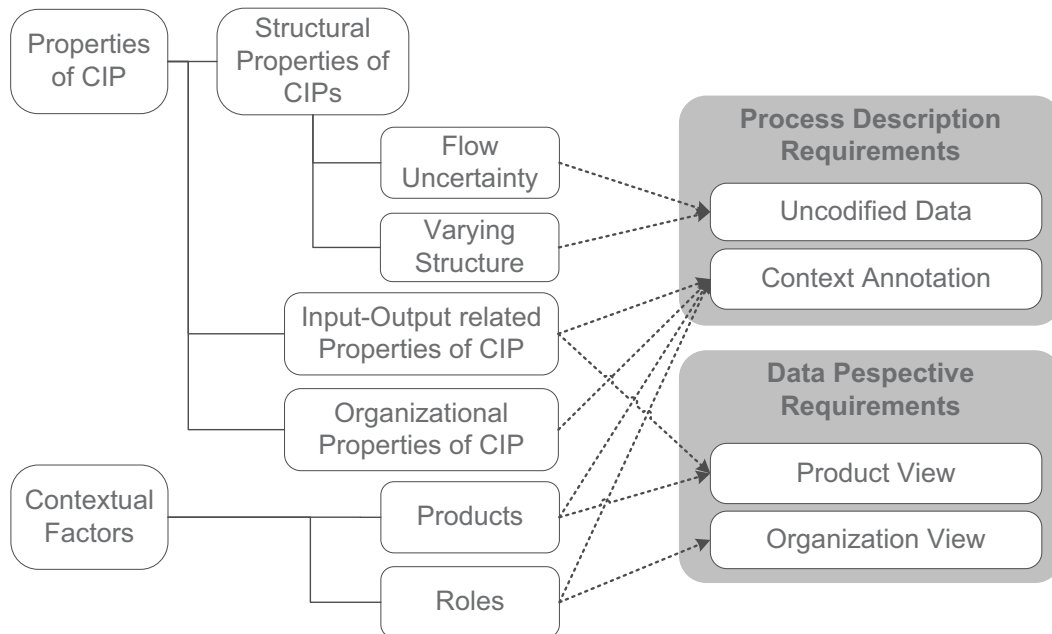 Properties
of CIP
Structural
Properties of
CIPs
Flow
Uncertainty
Varying
Structure
Input-Output related
Properties of CIP
Organizational
Properties of CIP
Contextual
Factors
Products
Roles
Process Description
Requirements
Uncodified Data
Context Annotation
Data Pespective
Requirements
Product View
Organization View